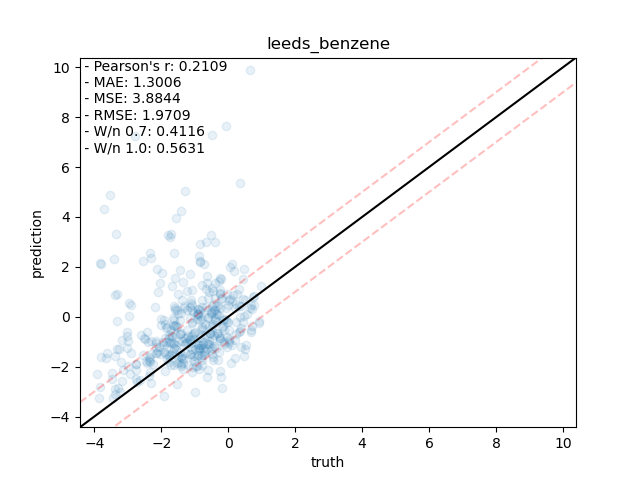 leeds_benzene
- Pearson's r: 0.2109
- MAE: 1.3006
- MSE: 3.8844
- RMSE: 1.9709
- W/n 0.7: 0.4116
- W/n 1.0: 0.5631
10
8
6
4
2
0
−2
−4
prediction
−4 −2 0 2 4 6 8 10
truth